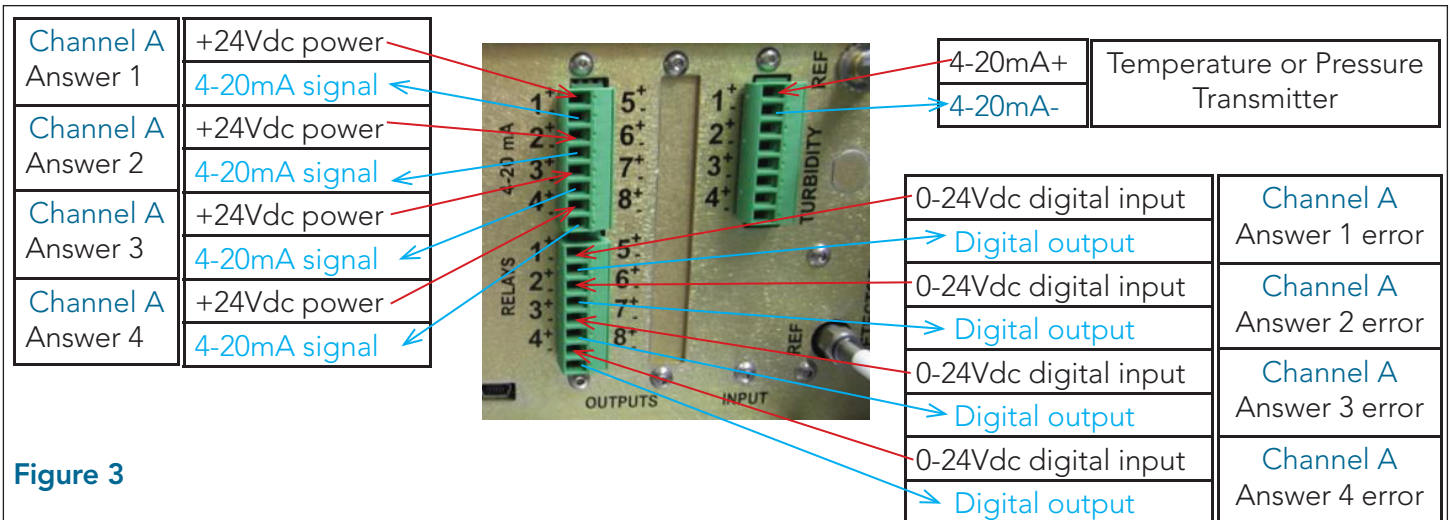 Channel A
Answer 1
+24Vdc power
4-20mA signal
Channel A
Answer 2
+24Vdc power
4-20mA signal
Channel A
Answer 3
+24Vdc power
4-20mA signal
Channel A
Answer 4
+24Vdc power
4-20mA signal
4-20 mA
1+ -
2+ -
3+ -
4+ -
5+ -
6+ -
7+ -
8+ -
RELAYS
1
2+
3+
4+
5+ -
6+ -
7+ -
8+
OUTPUTS
1+ -
2+ -
3+ -
4+ -
INPUT
REF
TURBIDITY
REF
4-20mA+
4-20mA-
Temperature or Pressure
Transmitter
0-24Vdc digital input
Digital output
Channel A
Answer 1 error
0-24Vdc digital input
Digital output
Channel A
Answer 2 error
0-24Vdc digital input
Digital output
Channel A
Answer 3 error
0-24Vdc digital input
Digital output
Channel A
Answer 4 error
Figure 3